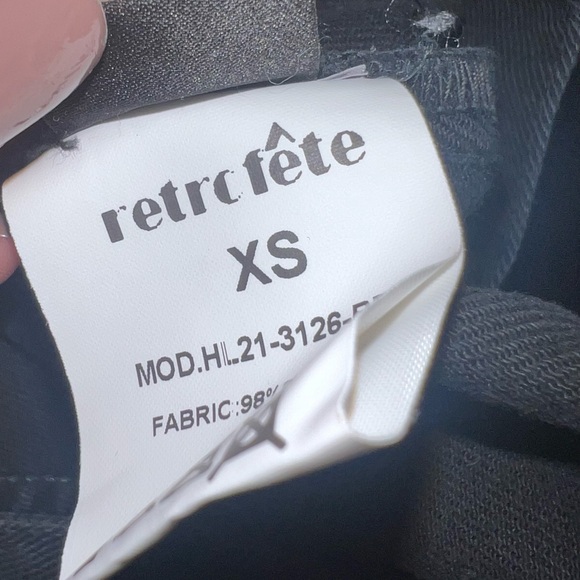 retrofête
XS
MOD.HL21-3126-
FABRIC:98%